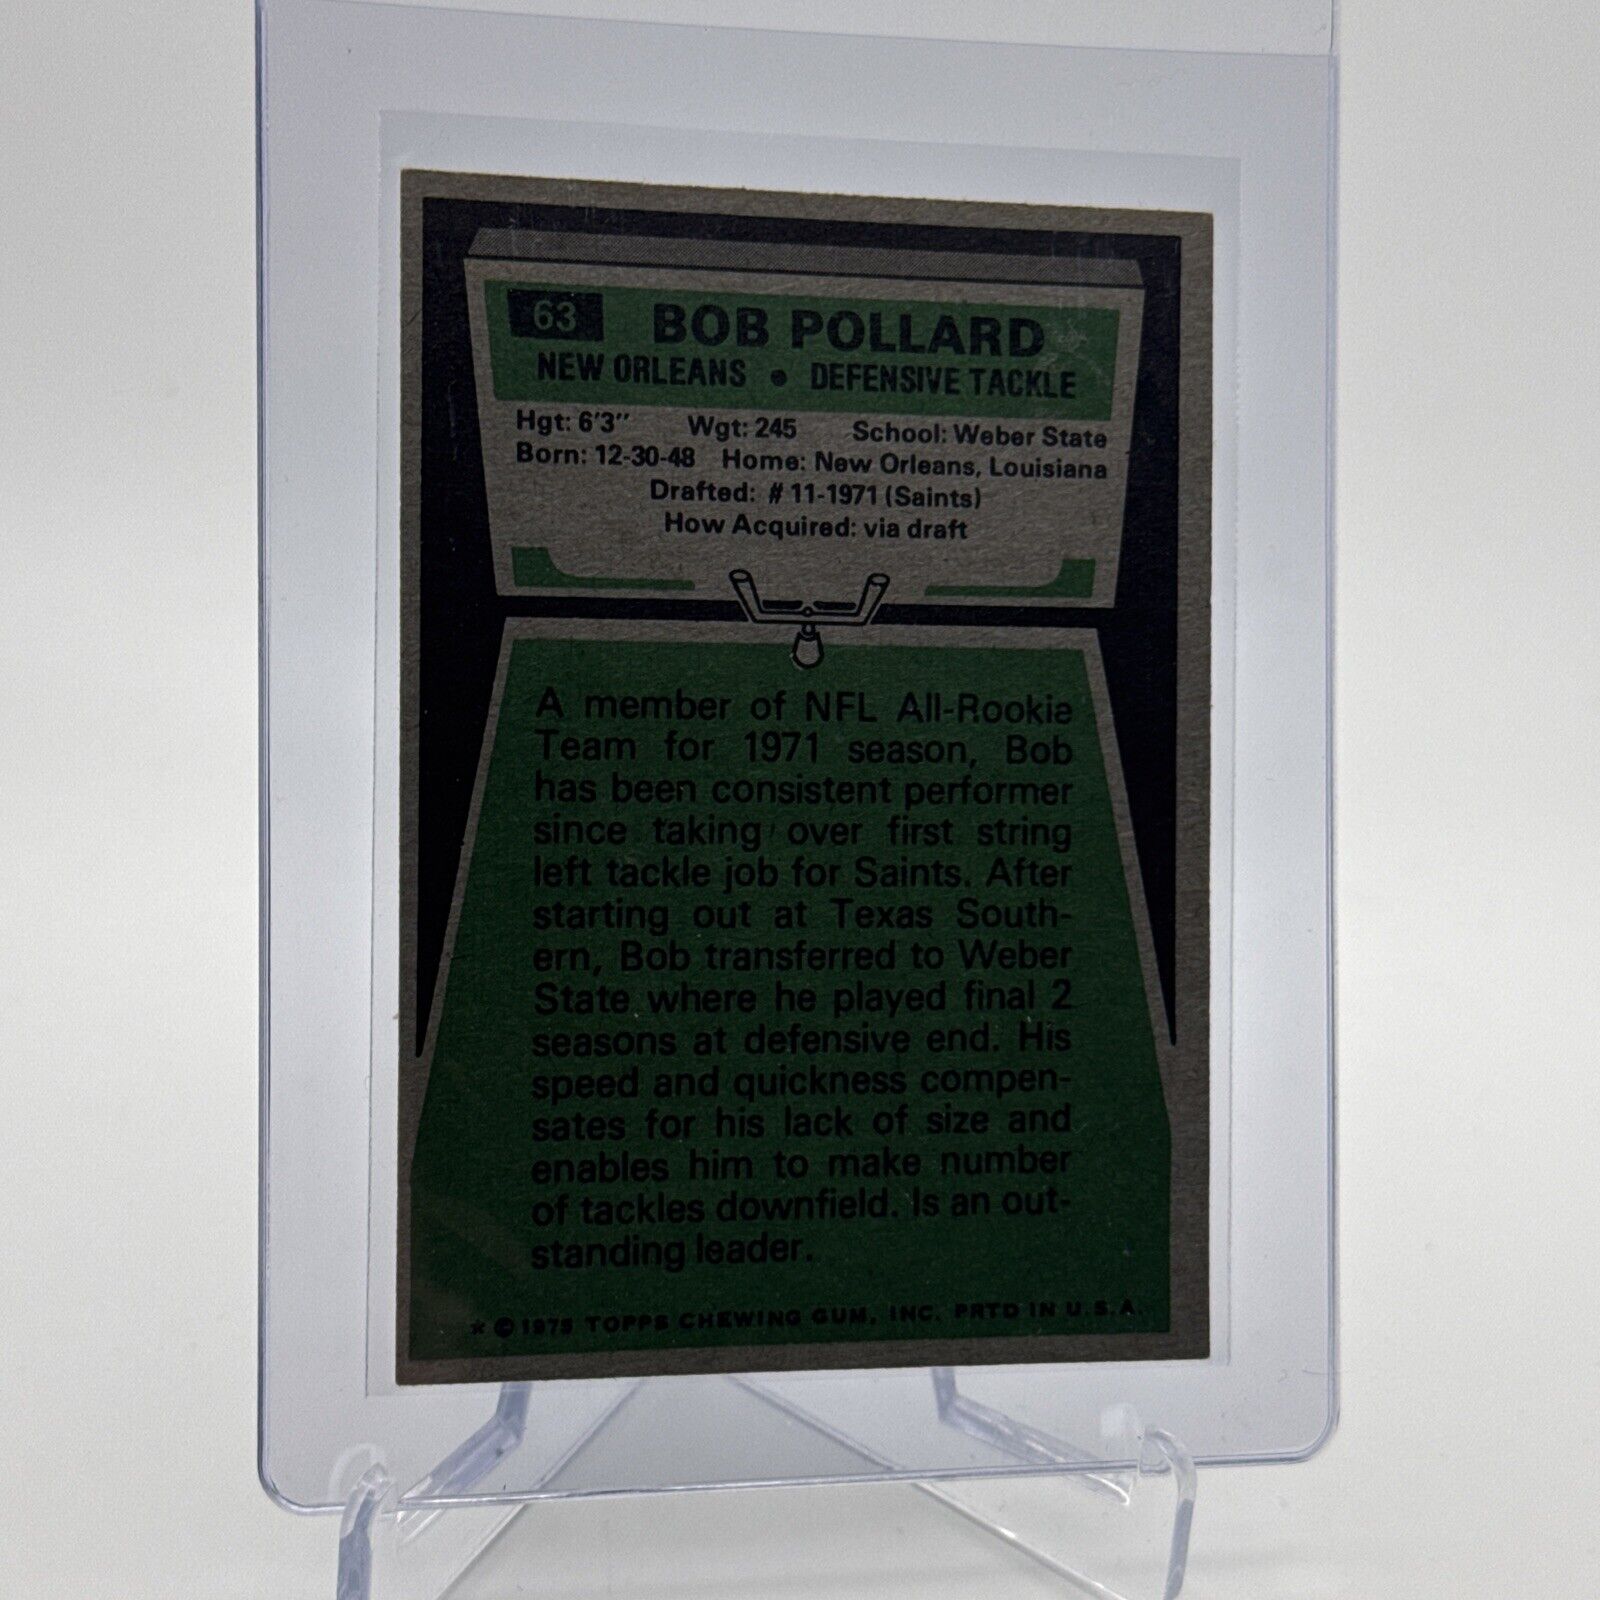 63 BOB POLLARD
NEW ORLEANS • DEFENSIVE TACKLE
Hgt: 6'3" Wgt: 245 School: Weber State
Born: 12-30-48 Home: New Orleans, Louisiana
Drafted: # 11-1971 (Saints)
How Acquired: via draft
A member of NFL All-Rookie
Team for 1971 season, Bob
has been consistent performer
since taking over first string
left tackle job for Saints. After
starting out at Texas South-
ern, Bob transferred to Weber
State where he played final 2
seasons at defensive end. His
speed and quickness compen-
sates for his lack of size and
enables him to make number
of tackles downfield. Is an out-
standing leader.
* © 1975 TOPPS CHEWING GUM, INC. PRTD IN U.S.A.